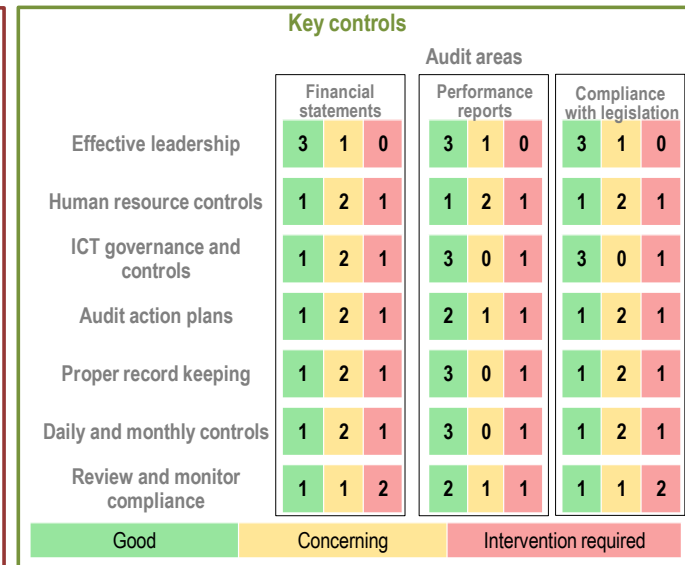 Key controls
Audit areas
Financial
statements
Performance
reports
Compliance
with legislation
Effective leadership 3 1 0 3 1 0 3 1 0
Human resource controls 1 2 1 1 2 1 1 2 1
ICT governance and
controls 1 2 1 3 0 1 3 0 1
Audit action plans 1 2 1 2 1 1 1 2 1
Proper record keeping 1 2 1 3 0 1 1 2 1
Daily and monthly controls 1 2 1 3 0 1 1 2 1
Review and monitor
compliance 1 1 2 2 1 1 1 1 2
Good Concerning Intervention required